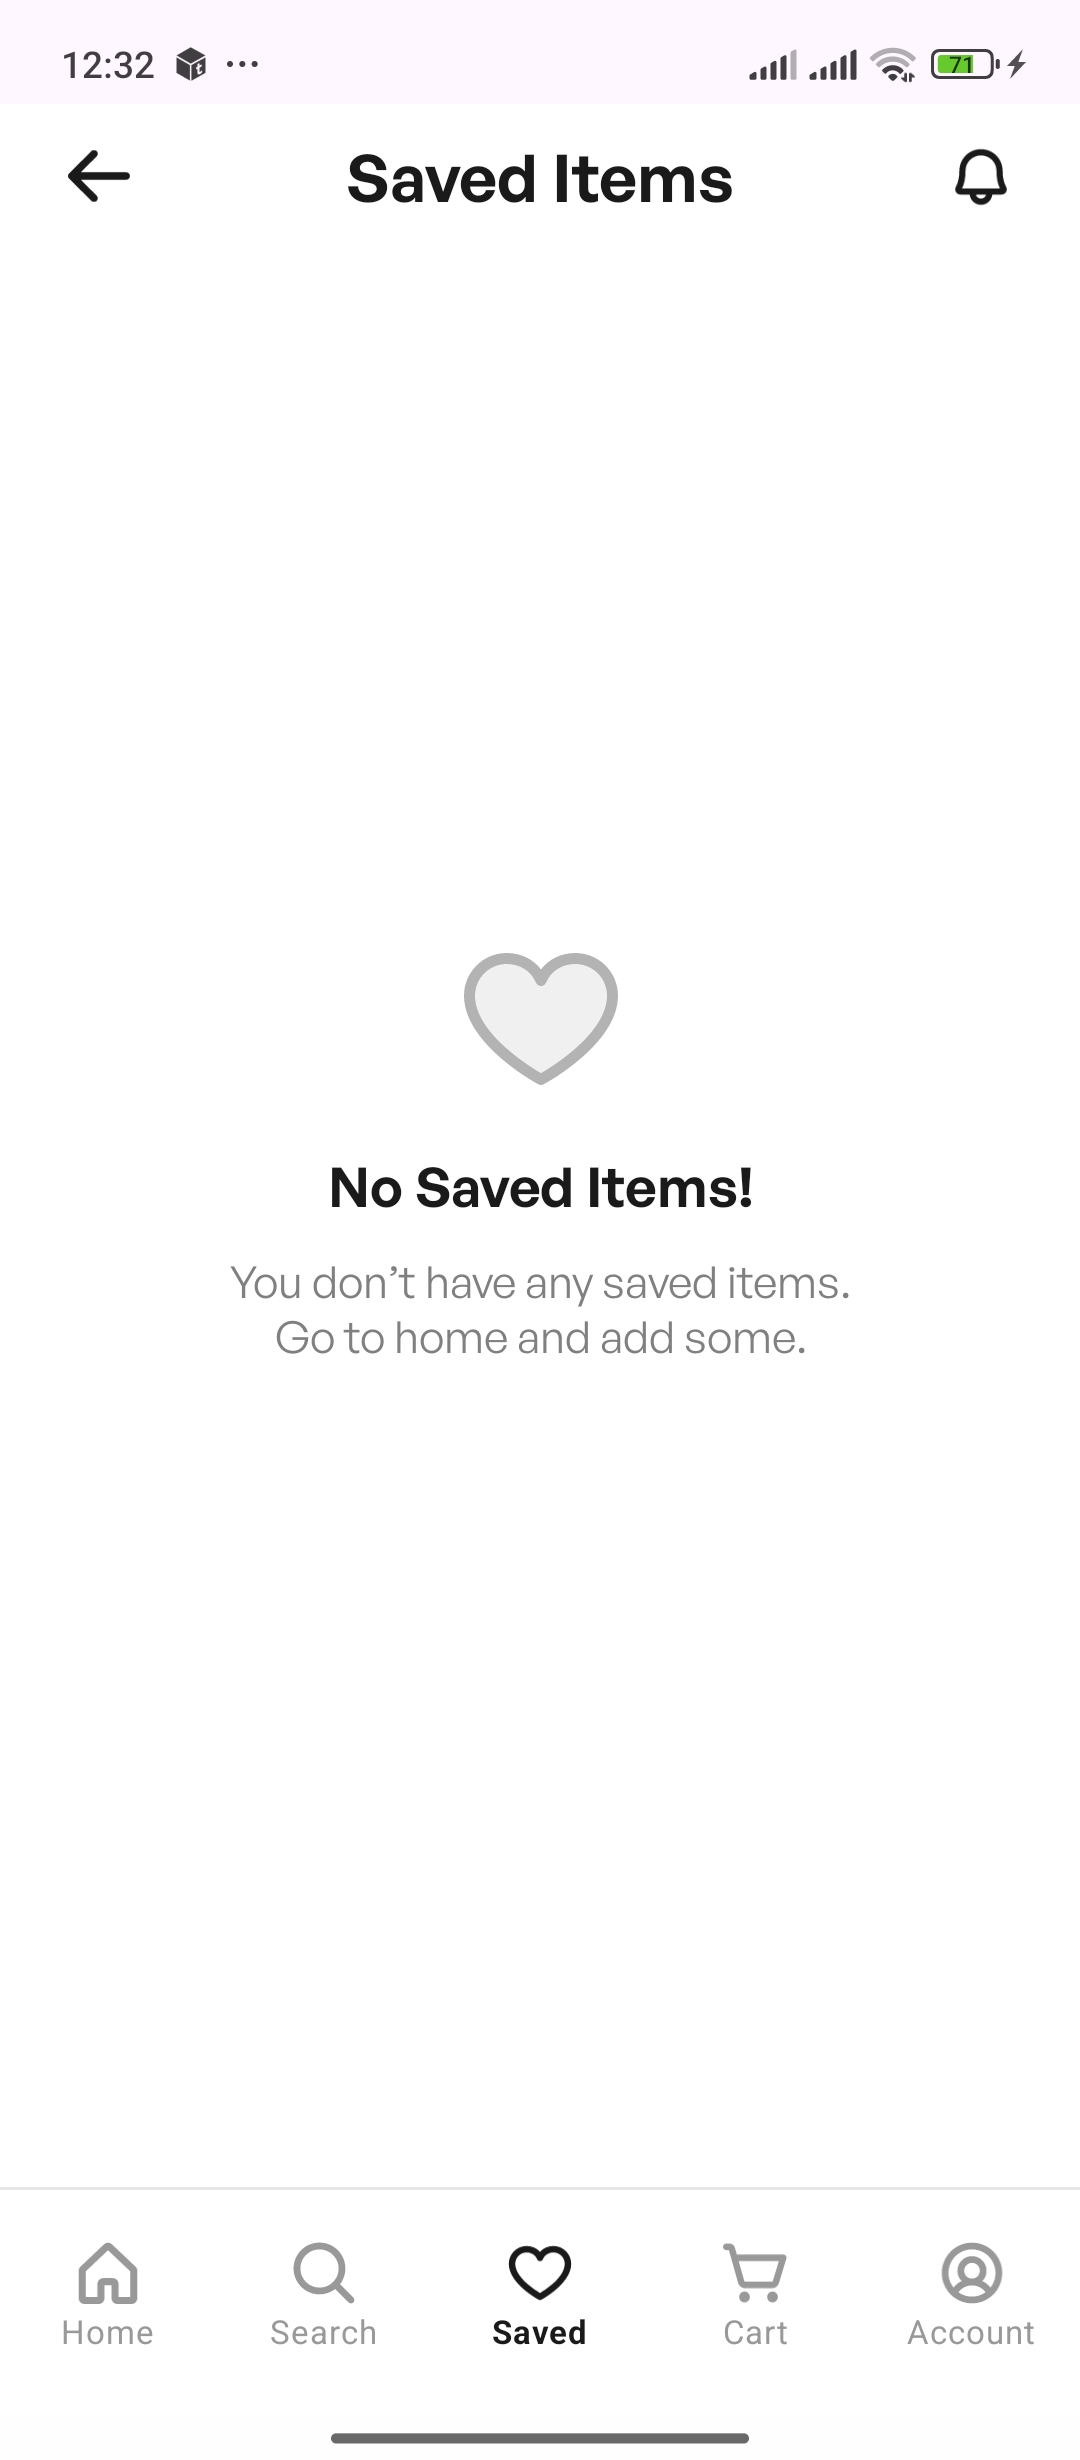 12:32
71
Saved Items
No Saved Items!
You don’t have any saved items.
Go to home and add some.
Home
Search
Saved
Cart
Account